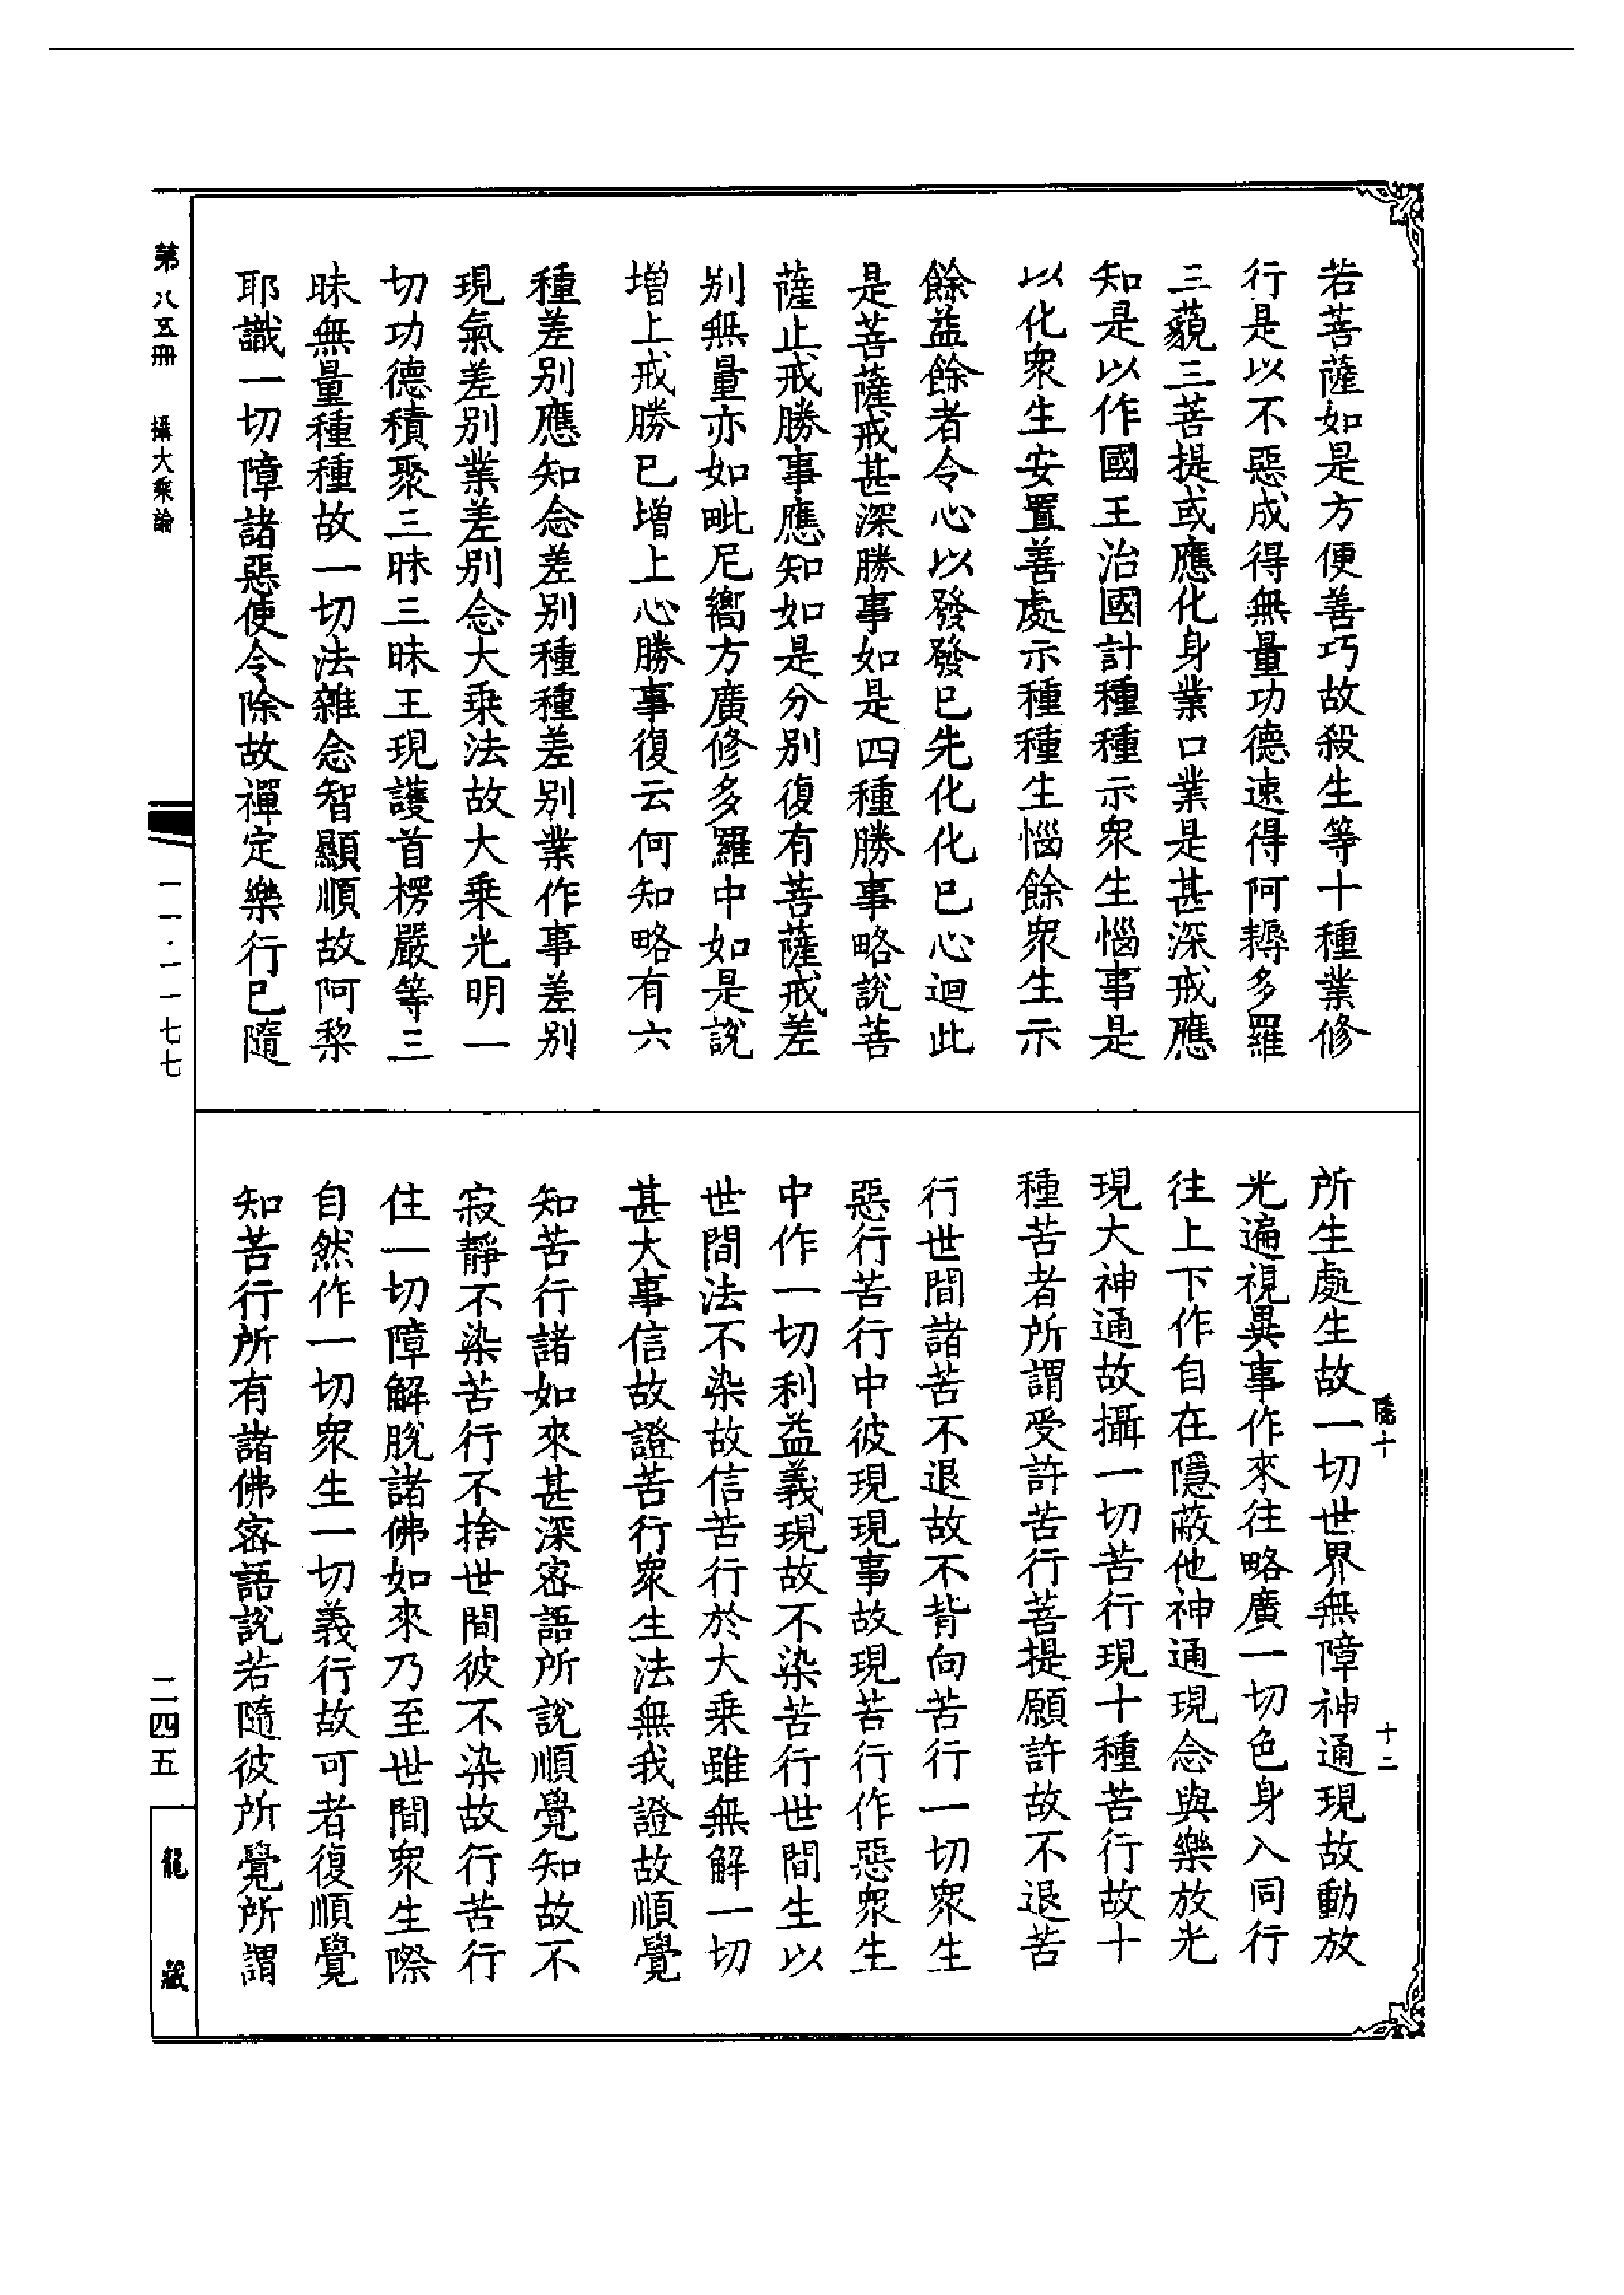 若菩薩如是方便善巧故殺生等十種業修
行是以不惡成得無量功德速得阿耨多羅
三藐三菩提或應化身業口業是甚深戒應
知是以作國王治國計種種示眾生惱事是
以化眾生安置善處示種種生惱餘眾生示
餘益餘者令心以發發已先化化已心迴此
是菩薩戒甚深勝事如是四種勝事略說菩
薩止戒勝事應知如是分別復有菩薩戒差
別無量亦如毗尼嚮方廣修多羅中如是說
增上戒勝已增上心勝事復云何知略有六
種差別應知念差別種種差別業作事差別
現氣差別業差別念大乗法故大乗光明一
切功德積聚三昧三昧王現護首楞嚴等三
昧無量種種故一切法雜念智顯順故阿梨
耶識一切障諸惡使令除故禪定樂行已隨
所生處生故一切世界無障神通現故動放
光遍視異事作來往略廣一切色身入同行
往上下作自在隱蔽他神通現念與樂放光
現大神通故攝一切苦行現十種苦行故十
種苦者所謂受許苦行菩提願許故不退苦
行世間諸苦不退故不背向苦行一切眾生
惡行苦行中彼現現事故現苦行作惡眾生
中作一切利益義現故不染苦行世間生以
世間法不染故信苦行於大乗雖無解一切
甚大事信故證苦行眾生法無我證故順覺
知苦行諸如來甚深密語所說順覺知故不
寂靜不染苦行不捨世間彼不染故行苦行
住一切障解脫諸佛如來乃至世間眾生際
自然作一切眾生一切義行故可者復順覺
知苦行所有諸佛密語說若隨彼所覺所謂
隱十
十二
第八五冊
攝大乗論
一一·一一七七
二四五
龍藏